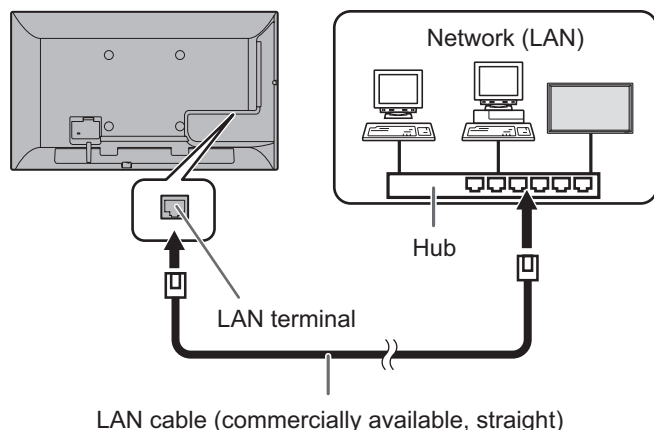 Network (LAN)
Hub
LAN terminal
LAN cable (commercially available, straight)